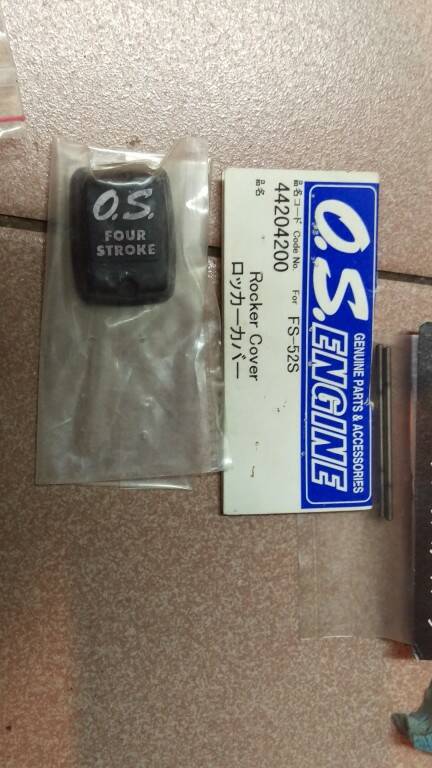 O.S.
FOUR
STROKE
O.S.ENGINE
GENUINE PARTS & ACCESSORIES
品名コード Code No. For FS-52S
44204200
品名
Rocker Cover
ロッカーカバー